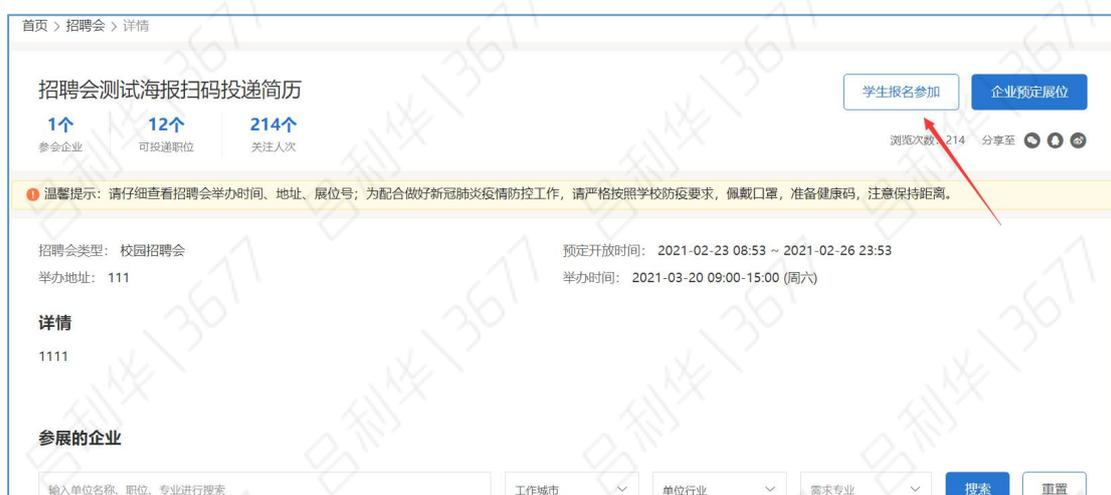 首页 > 招聘会 > 详情
招聘会测试海报扫码投递简历
学生报名参加 企业预定展位
1个 12个 214个
参会企业 可投递职位 关注人次
浏览次数：214 分享至
温馨提示：请仔细查看招聘会举办时间、地址、展位号；为配合做好新冠肺炎疫情防控工作，请严格按照学校防疫要求，佩戴口罩，准备健康码，注意保持距离。
招聘会类型：校园招聘会 预定开放时间：2021-02-23 08:53 ~ 2021-02-26 23:53
举办地址：111 举办时间：2021-03-20 09:00-15:00 (周六)
详情
1111
参展的企业
输入单位名称、职位、专业进行搜索 工作城市 单位行业 需求专业 搜索 重置
吕利华|3677